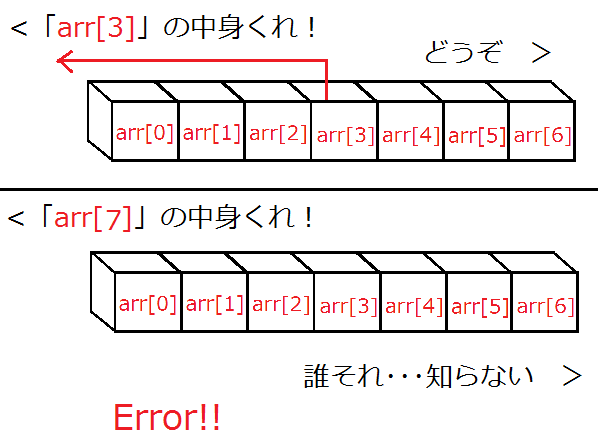 <「arr[3]」の中身くれ！
どうぞ　>
arr[0] arr[1] arr[2] arr[3] arr[4] arr[5] arr[6]
<「arr[7]」の中身くれ！
arr[0] arr[1] arr[2] arr[3] arr[4] arr[5] arr[6]
誰それ･･･知らない　>
Error!!